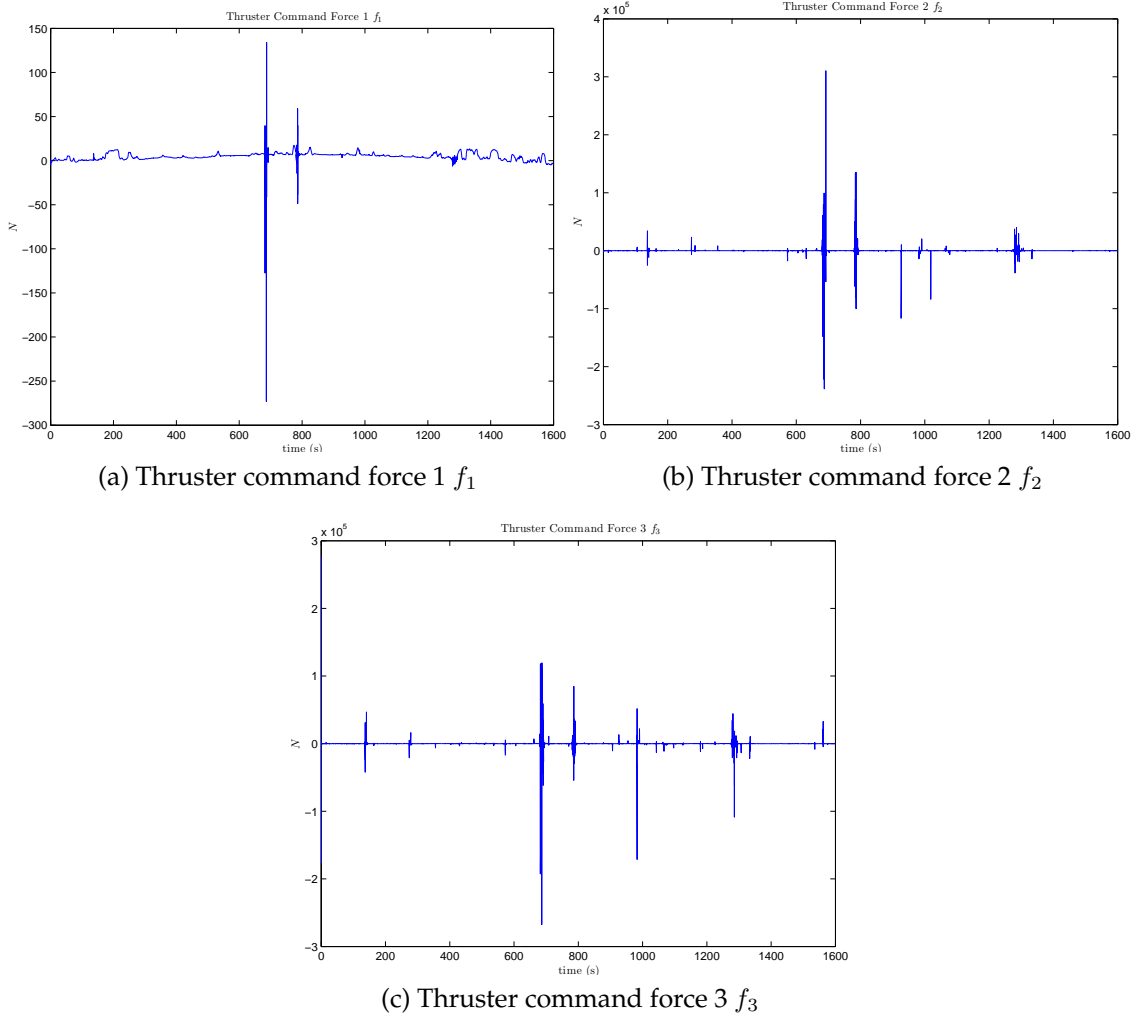 Thruster Command Force 1 f₁
150
100
50
0
−50
−100
−150
−200
−250
−300
N
0 200 400 600 800 1000 1200 1400 1600
time (s)
(a) Thruster command force 1 f₁
x 10⁵
Thruster Command Force 2 f₂
4
3
2
1
0
−1
−2
−3
N
0 200 400 600 800 1000 1200 1400 1600
time (s)
(b) Thruster command force 2 f₂
x 10⁵
Thruster Command Force 3 f₃
3
2
1
0
−1
−2
−3
N
0 200 400 600 800 1000 1200 1400 1600
time (s)
(c) Thruster command force 3 f₃